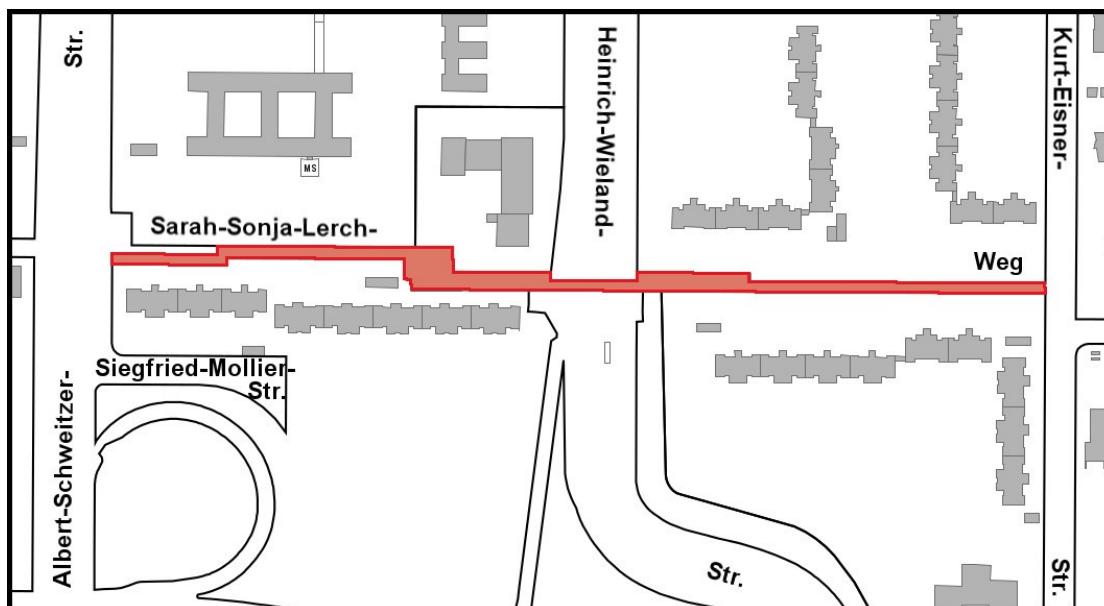 Str.
Albert-Schweitzer-
MS
Sarah-Sonja-Lerch-
Weg
Siegfried-Mollier-
Str.
Heinrich-Wieland-
Str.
Kurt-Eisner-
Str.